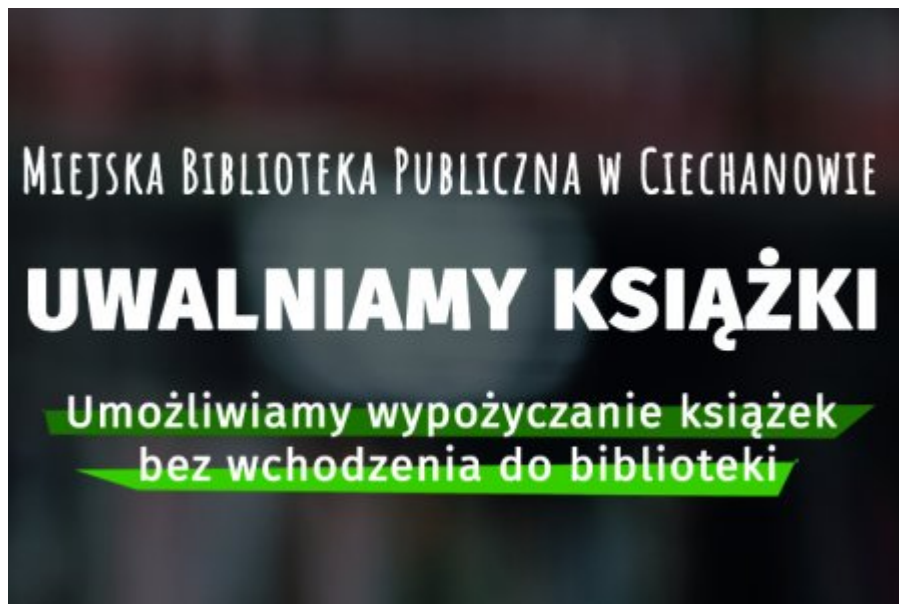 Miejska Biblioteka Publiczna w Ciechanowie
UWALNIAMY KSIĄŻKI
Umożliwiamy wypożyczanie książek
bez wchodzenia do biblioteki